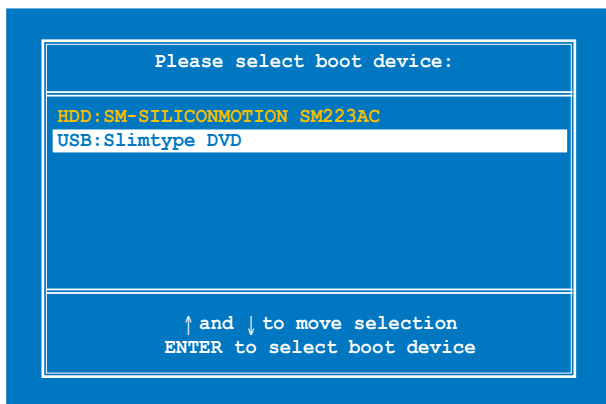 Please select boot device:
HDD:SM-SILICONMOTION SM223AC
USB:Slimtype DVD
↑ and ↓ to move selection
ENTER to select boot device